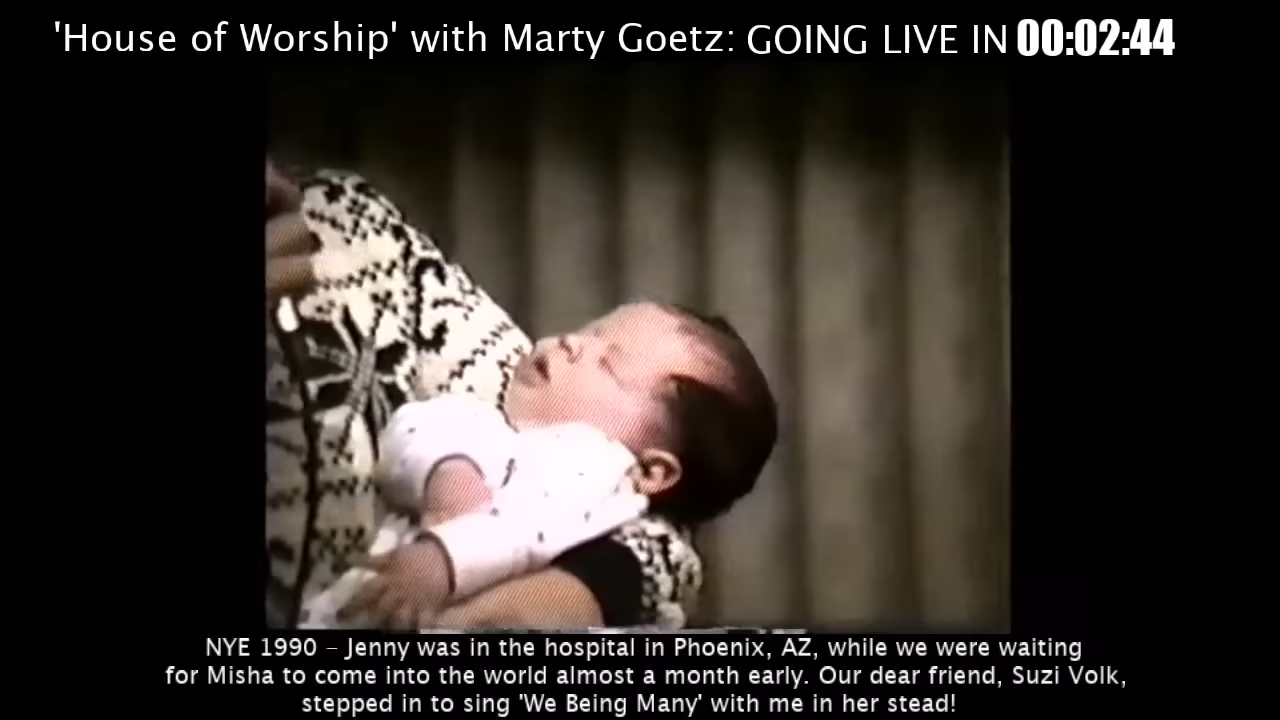 'House of Worship' with Marty Goetz: GOING LIVE IN 00:02:44
NYE 1990 – Jenny was in the hospital in Phoenix, AZ, while we were waiting
for Misha to come into the world almost a month early. Our dear friend, Suzi Volk,
stepped in to sing 'We Being Many' with me in her stead!